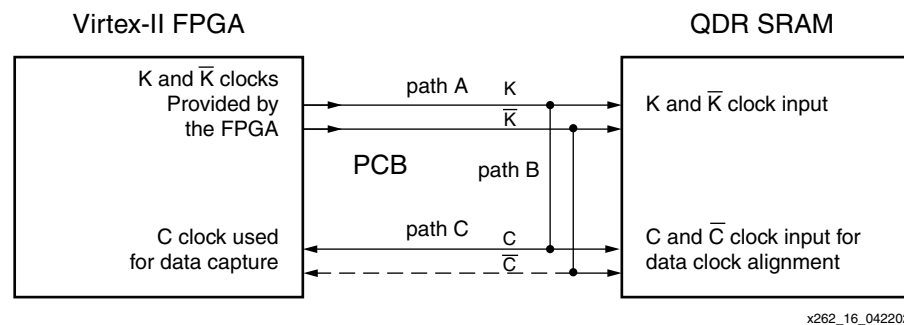 Virtex-II FPGA
QDR SRAM
K and K̅ clocks
Provided by
the FPGA
path A
K
K̅
K and K̅ clock input
PCB
path B
C clock used
for data capture
path C
C
C̅
C and C̅ clock input for
data clock alignment